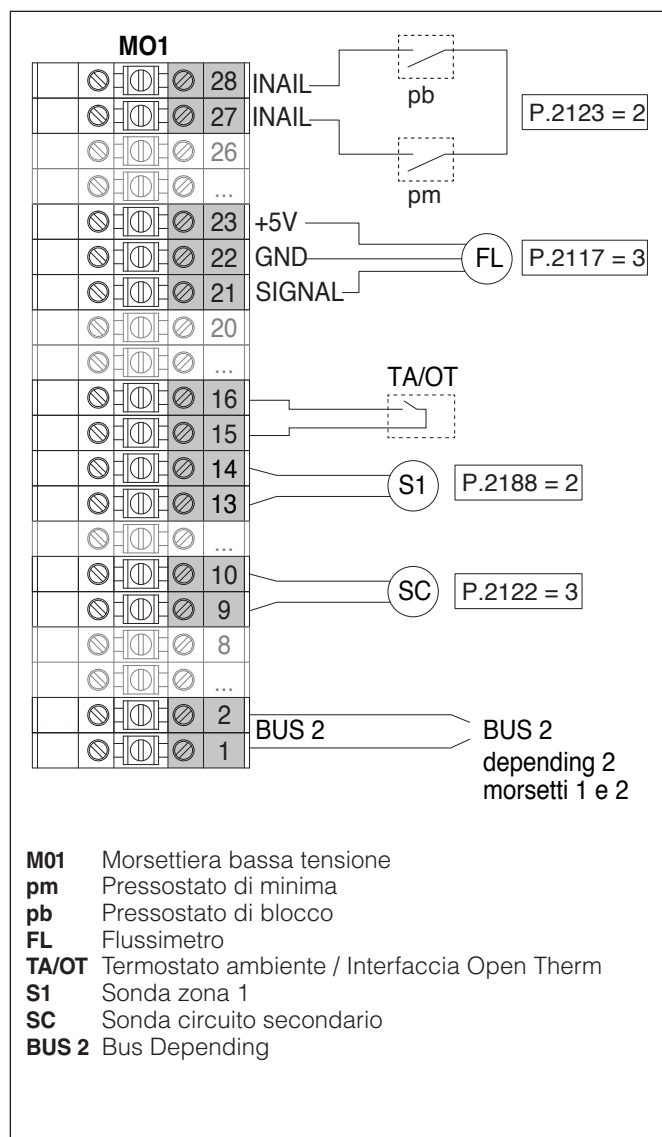 MO1
28 INAIL
pb
27 INAIL
P.2123 = 2
26
...
pm
23 +5V
22 GND
FL
P.2117 = 3
21 SIGNAL
20
...
TA/OT
16
15
14
S1
P.2188 = 2
13
...
10
SC
P.2122 = 3
9
8
...
2
BUS 2
BUS 2
1
depending 2
morsetti 1 e 2
M01 Morsettiera bassa tensione
pm Pressostato di minima
pb Pressostato di blocco
FL Flussimetro
TA/OT Termostato ambiente / Interfaccia Open Therm
S1 Sonda zona 1
SC Sonda circuito secondario
BUS 2 Bus Depending